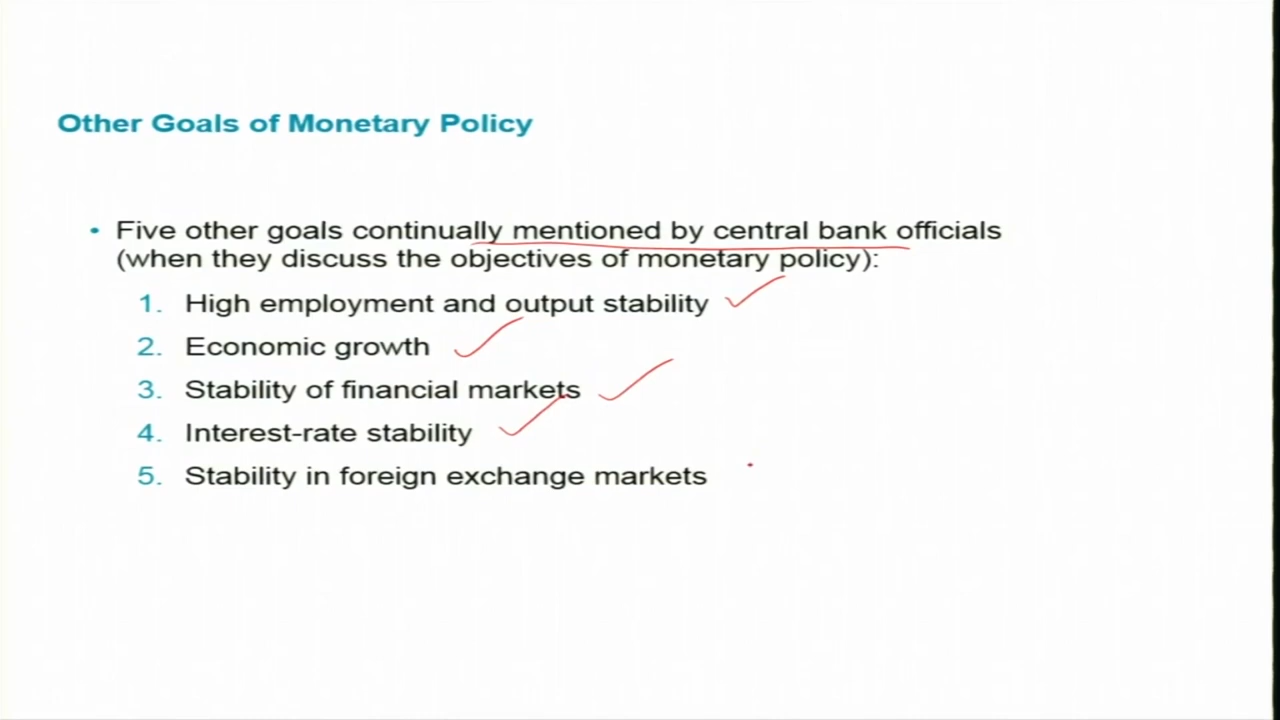 Other Goals of Monetary Policy
• Five other goals continually mentioned by central bank officials
(when they discuss the objectives of monetary policy):
1. High employment and output stability
2. Economic growth
3. Stability of financial markets
4. Interest-rate stability
5. Stability in foreign exchange markets